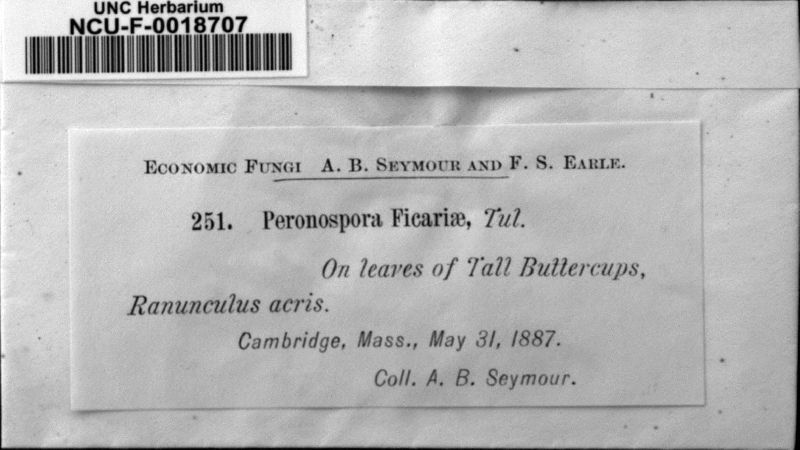 UNC Herbarium
NCU-F-0018707
Economic Fungi A. B. Seymour and F. S. Earle.
251. Peronospora Ficariæ, Tul.
On leaves of Tall Buttercups,
Ranunculus acris.
Cambridge, Mass., May 31, 1887.
Coll. A. B. Seymour.